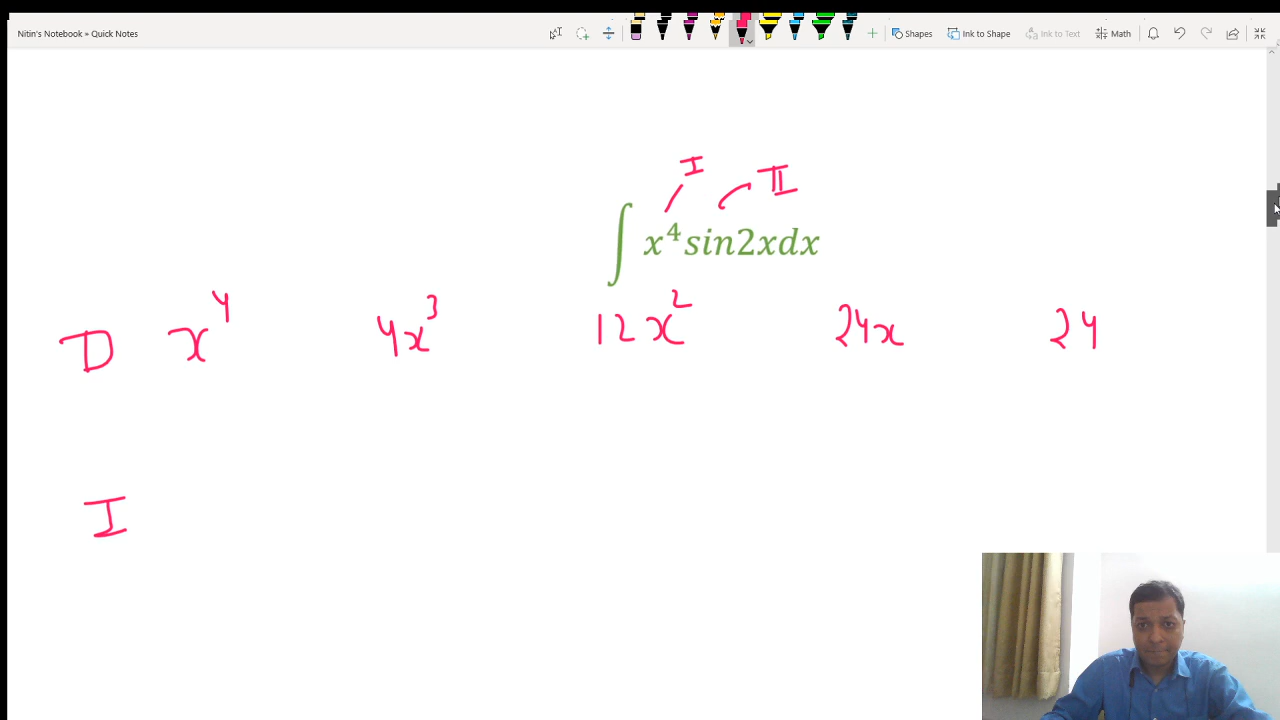 Nitin's Notebook » Quick Notes
Shapes
Ink to Shape
Ink to Text
Math
I
II
∫ x⁴sin2xdx
D x⁴ 4x³ 12x² 24x 24
I